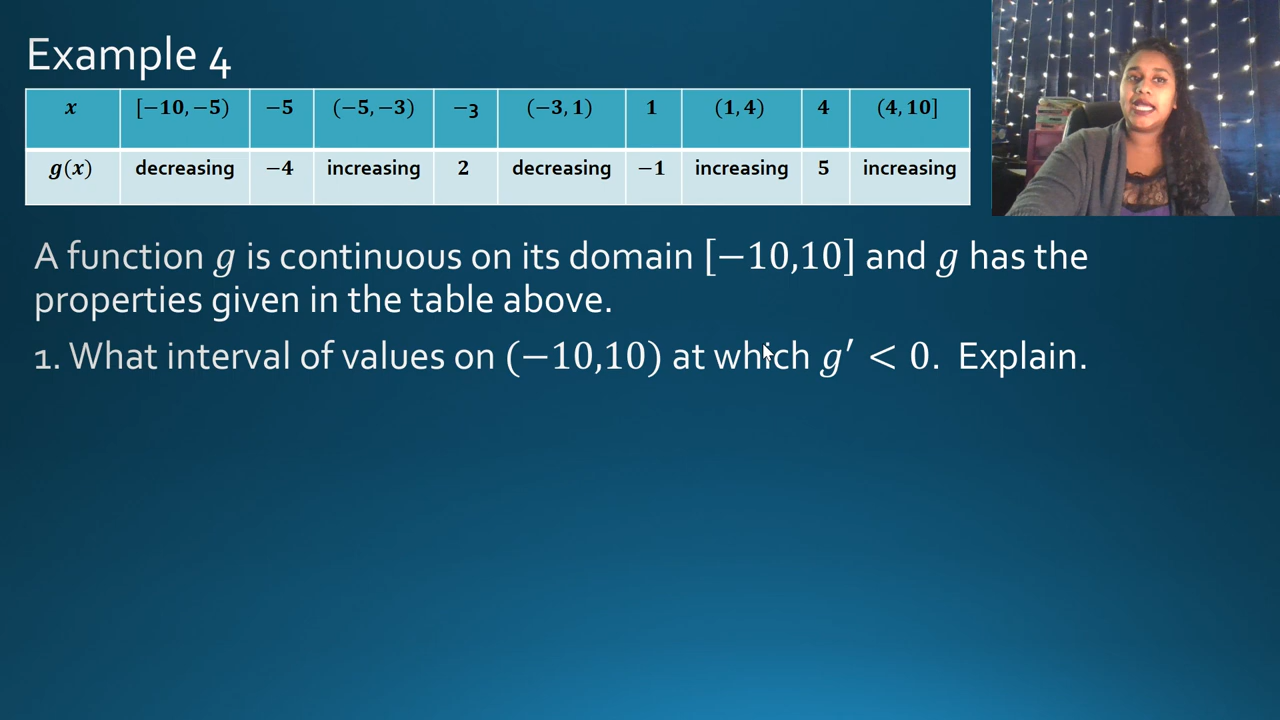 Example 4
x [−10, −5) −5 (−5, −3) −3 (−3, 1) 1 (1, 4) 4 (4, 10]
g(x) decreasing −4 increasing 2 decreasing −1 increasing 5 increasing
A function g is continuous on its domain [−10,10] and g has the
properties given in the table above.
1. What interval of values on (−10,10) at which g′ < 0. Explain.